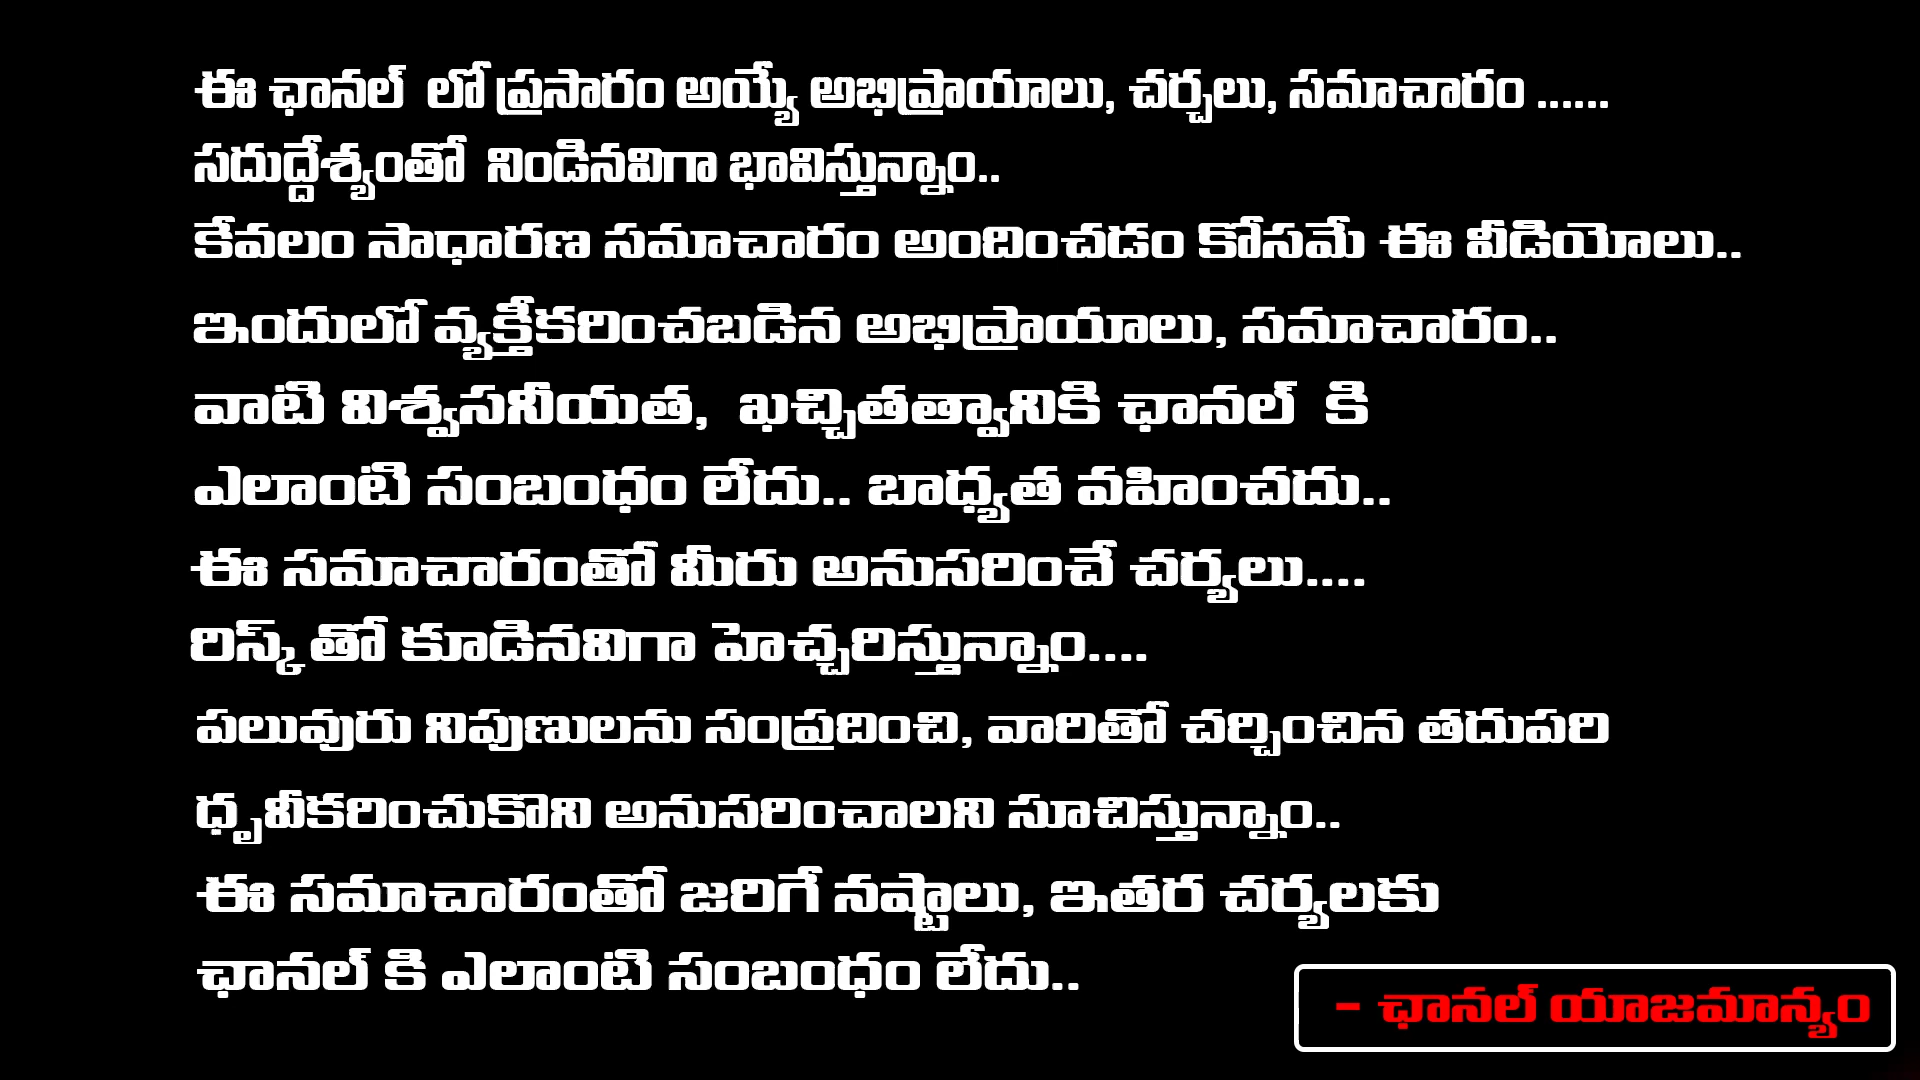 ఈ ఛానల్ లో ప్రసారం అయ్యే అభిప్రాయాలు, చర్చలు, సమాచారం ......
సదుద్దేశ్యంతో నిండినవిగా భావిస్తున్నాం..
కేవలం సాధారణ సమాచారం అందించడం కోసమే ఈ వీడియోలు..
ఇందులో వ్యక్తీకరించబడిన అభిప్రాయాలు, సమాచారం..
వాటి విశ్వసనీయత, ఖచ్చితత్వానికి ఛానల్ కి
ఎలాంటి సంబంధం లేదు.. బాధ్యత వహించదు..
ఈ సమాచారంతో మీరు అనుసరించే చర్యలు....
రిస్క్ తో కూడినవిగా హెచ్చరిస్తున్నాం....
పలువురు నిపుణులను సంప్రదించి, వారితో చర్చించిన తదుపరి
ధృవీకరించుకొని అనుసరించాలని సూచిస్తున్నాం..
ఈ సమాచారంతో జరిగే నష్టాలు, ఇతర చర్యలకు
ఛానల్ కి ఎలాంటి సంబంధం లేదు..
- ఛానల్ యాజమాన్యం